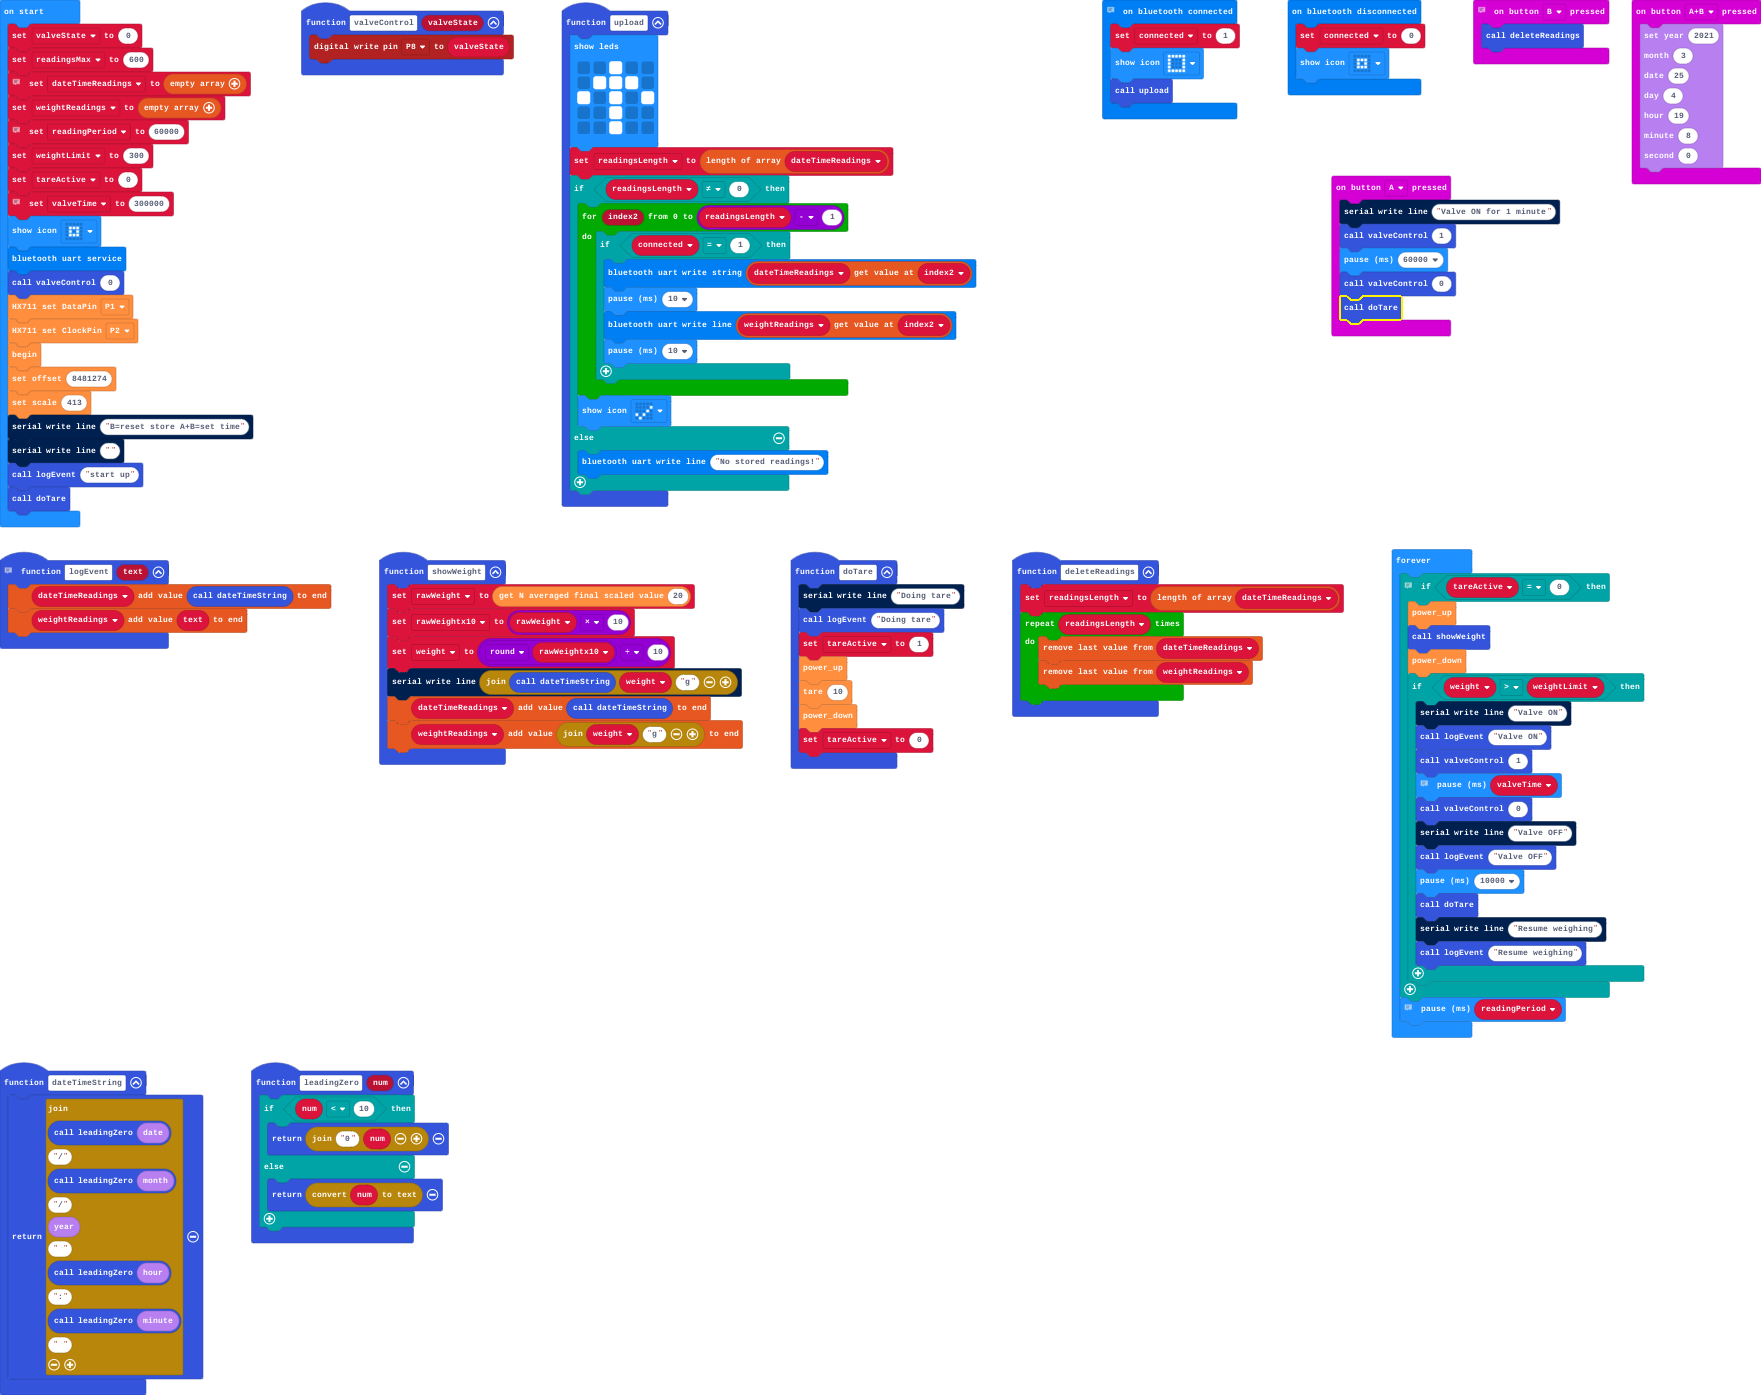 on start
set valveState to 0
set readingsMax to 600
set dateTimeReadings to empty array
set weightReadings to empty array
set readingPeriod to 60000
set weightLimit to 300
set tareActive to 0
set valveTime to 300000
show icon
bluetooth uart service
call valveControl 0
HX711 set DataPin P1
HX711 set ClockPin P2
begin
set offset 8481274
set scale 413
serial write line "B=reset store A+B=set time"
serial write line ""
call logEvent "start up"
call doTare
function valveControl valveState
digital write pin P8 to valveState
function upload
show leds
set readingsLength to length of array dateTimeReadings
if readingsLength ≠ 0 then
for index2 from 0 to readingsLength - 1
do
if connected = 1 then
bluetooth uart write string dateTimeReadings get value at index2
pause (ms) 10
bluetooth uart write line weightReadings get value at index2
pause (ms) 10
show icon
else
bluetooth uart write line "No stored readings!"
on bluetooth connected
set connected to 1
show icon
call upload
on bluetooth disconnected
set connected to 0
show icon
on button B pressed
call deleteReadings
on button A+B pressed
set year 2021
month 3
date 25
day 4
hour 19
minute 8
second 0
on button A pressed
serial write line "Valve ON for 1 minute"
call valveControl 1
pause (ms) 60000
call valveControl 0
call doTare
function logEvent text
dateTimeReadings add value call dateTimeString to end
weightReadings add value text to end
function showWeight
set rawWeight to get N averaged final scaled value 20
set rawWeightx10 to rawWeight × 10
set weight to round rawWeightx10 ÷ 10
serial write line join call dateTimeString weight "g"
dateTimeReadings add value call dateTimeString to end
weightReadings add value join weight "g" to end
function doTare
serial write line "Doing tare"
call logEvent "Doing tare"
set tareActive to 1
power_up
tare 10
power_down
set tareActive to 0
function deleteReadings
set readingsLength to length of array dateTimeReadings
repeat readingsLength times
do
remove last value from dateTimeReadings
remove last value from weightReadings
forever
if tareActive = 0 then
power_up
call showWeight
power_down
if weight > weightLimit then
serial write line "Valve ON"
call logEvent "Valve ON"
call valveControl 1
pause (ms) valveTime
call valveControl 0
serial write line "Valve OFF"
call logEvent "Valve OFF"
pause (ms) 10000
call doTare
serial write line "Resume weighing"
call logEvent "Resume weighing"
pause (ms) readingPeriod
function dateTimeString
return
join
call leadingZero date
"/"
call leadingZero month
"/"
year
" "
call leadingZero hour
":"
call leadingZero minute
" "
function leadingZero num
if num < 10 then
return join "0" num
else
return convert num to text